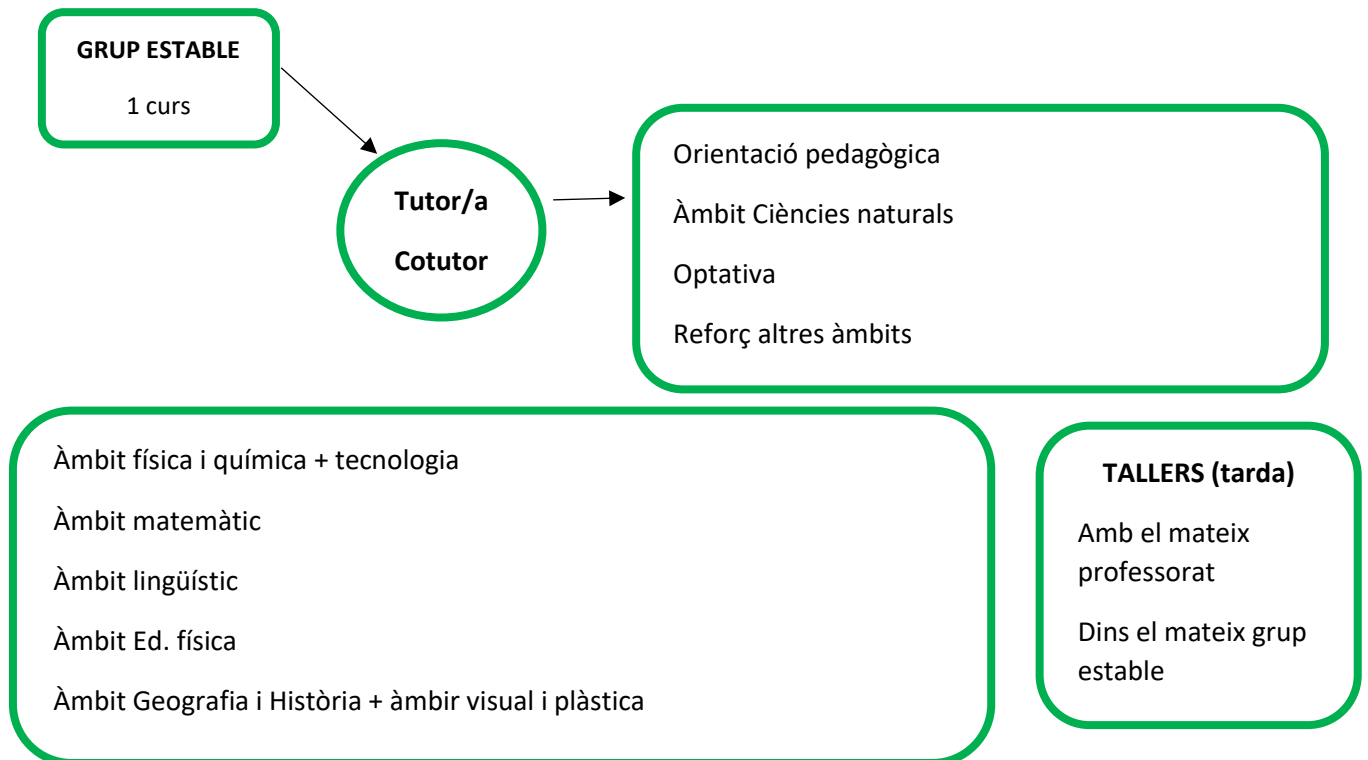 GRUP ESTABLE
1 curs
Tutor/a
Cotutor
Orientació pedagògica
Àmbit Ciències naturals
Optativa
Reforç altres àmbits
Àmbit física i química + tecnologia
Àmbit matemàtic
Àmbit lingüístic
Àmbit Ed. física
Àmbit Geografia i Història + àmbir visual i plàstica
TALLERS (tarda)
Amb el mateix
professorat
Dins el mateix grup
estable